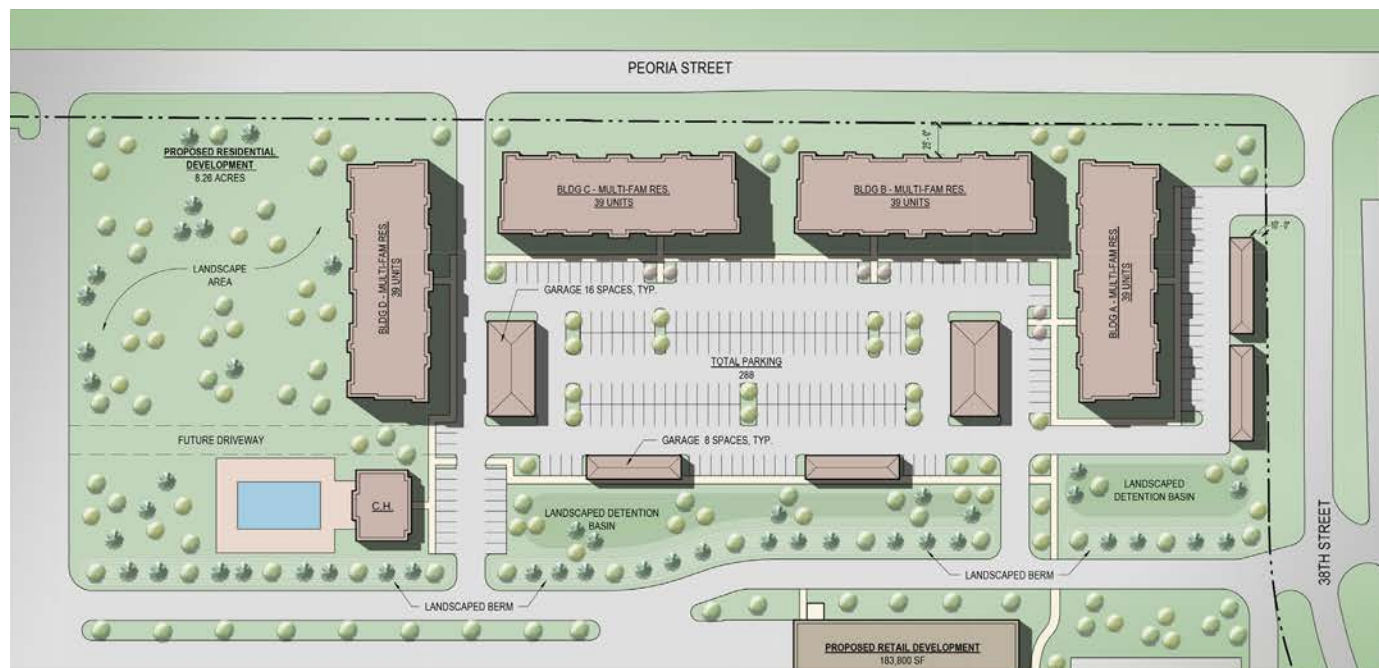 PEORIA STREET
PROPOSED RESIDENTIAL
DEVELOPMENT
8.26 ACRES
BLDG C - MULTI-FAM RES.
39 UNITS
BLDG B - MULTI-FAM RES.
39 UNITS
25'- 0"
10'- 0"
LANDSCAPE
AREA
BLDG D - MULTI-FAM RES.
39 UNITS
BLDG A - MULTI-FAM RES.
39 UNITS
GARAGE 16 SPACES, TYP.
TOTAL PARKING
288
FUTURE DRIVEWAY
GARAGE 8 SPACES, TYP.
C.H.
LANDSCAPED DETENTION
BASIN
LANDSCAPED
DETENTION BASIN
LANDSCAPED BERM
LANDSCAPED BERM
38TH STREET
PROPOSED RETAIL DEVELOPMENT
183,800 SF